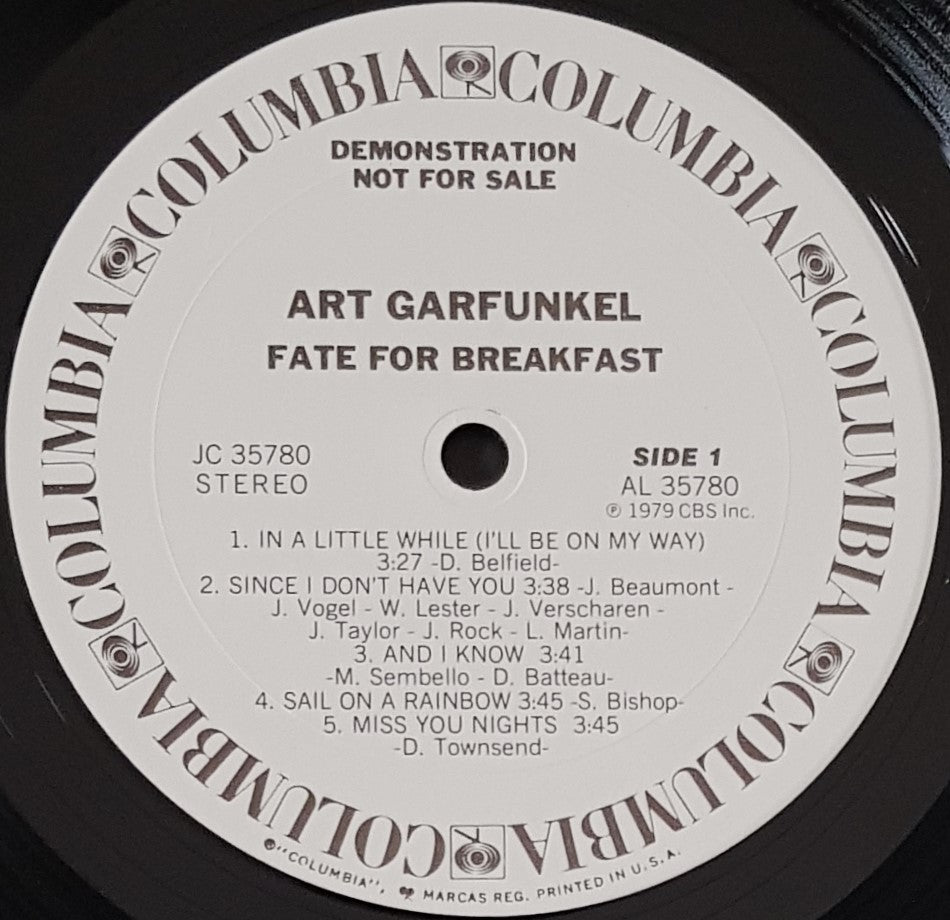 COLUMBIA COLUMBIA COLUMBIA COLUMBIA COLUMBIA COLUMBIA
DEMONSTRATION
NOT FOR SALE
ART GARFUNKEL
FATE FOR BREAKFAST
JC 35780
STEREO
SIDE 1
AL 35780
℗ 1979 CBS Inc.
1. IN A LITTLE WHILE (I'LL BE ON MY WAY)
3:27 -D. Belfield-
2. SINCE I DON'T HAVE YOU 3:38 -J. Beaumont -
J. Vogel - W. Lester - J. Verscharen -
J. Taylor - J. Rock - L. Martin-
3. AND I KNOW 3:41
-M. Sembello - D. Batteau-
4. SAIL ON A RAINBOW 3:45 -S. Bishop-
5. MISS YOU NIGHTS 3:45
-D. Townsend-
"COLUMBIA", MARCAS REG. PRINTED IN U.S.A.